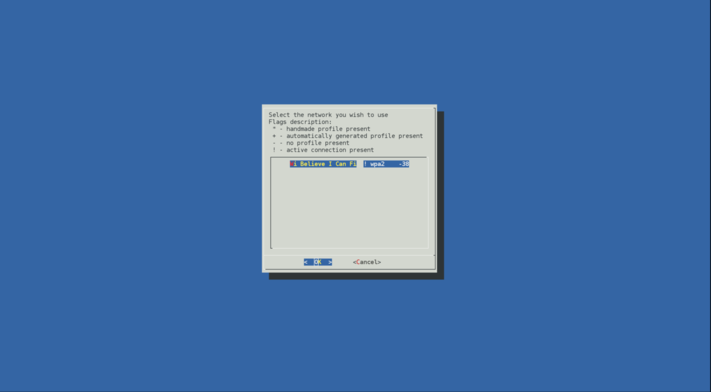 Select the network you wish to use
Flags description:
* - handmade profile present
+ - automatically generated profile present
- - no profile present
! - active connection present
i Believe I Can Fi ! wpa2 -38
< OK > <Cancel>